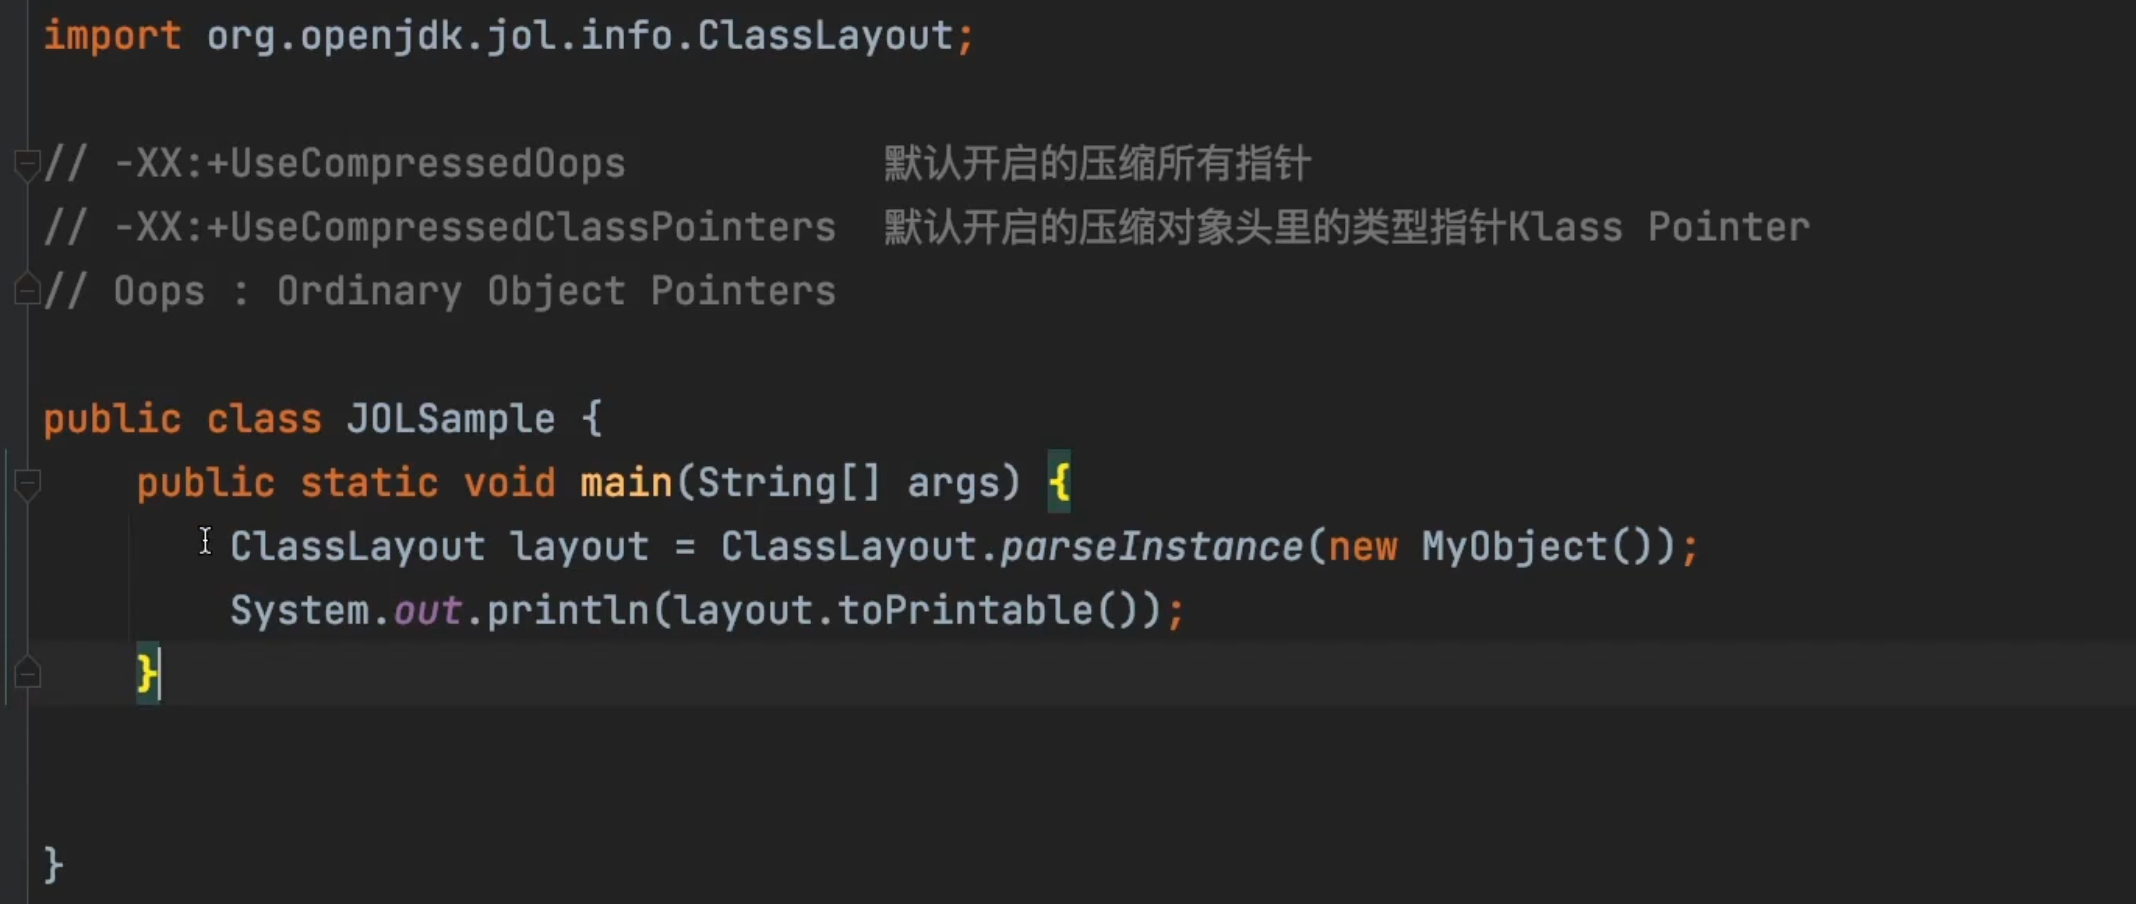 import org.openjdk.jol.info.ClassLayout;
// -XX:+UseCompressedOops 默认开启的压缩所有指针
// -XX:+UseCompressedClassPointers 默认开启的压缩对象头里的类型指针Klass Pointer
// Oops : Ordinary Object Pointers
public class JOLSample {
public static void main(String[] args) {
ClassLayout layout = ClassLayout.parseInstance(new MyObject());
System.out.println(layout.toPrintable());
}
}